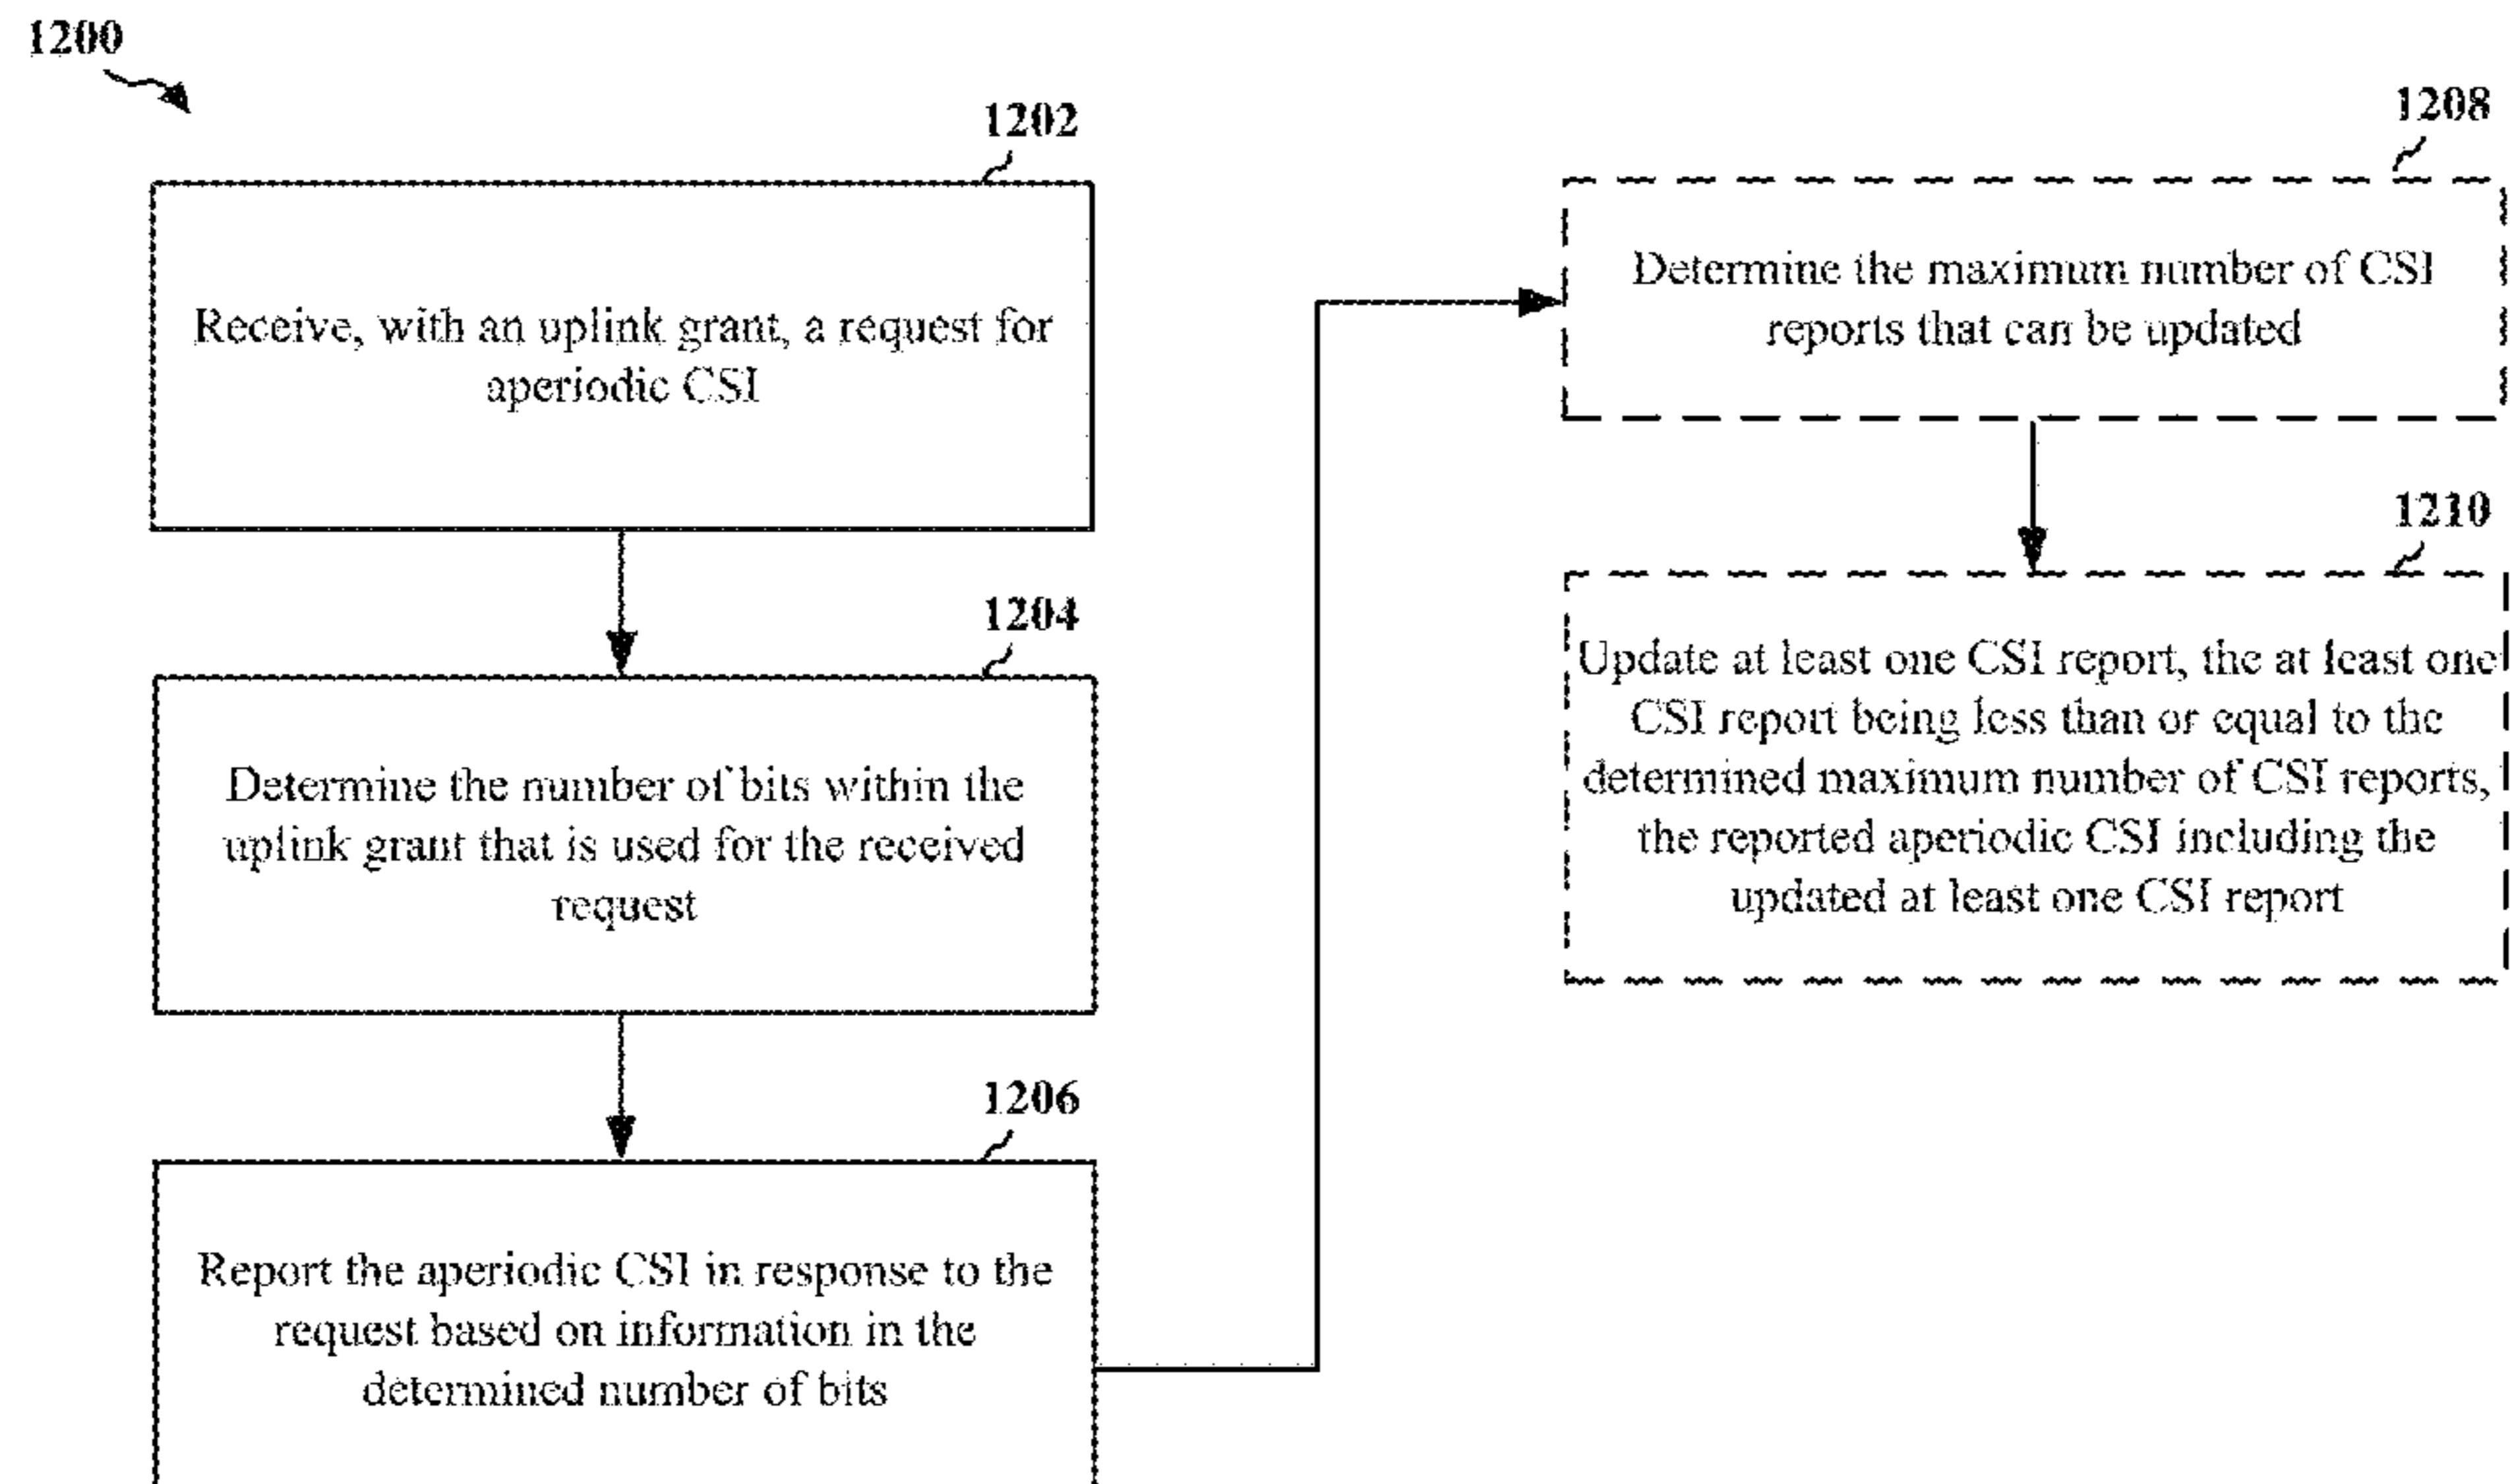 1200
1202
Receive, with an uplink grant, a request for
aperiodic CSI
1204
Determine the number of bits within the
uplink grant that is used for the received
request
1206
Report the aperiodic CSI in response to the
request based on information in the
determined number of bits
1208
Determine the maximum number of CSI
reports that can be updated
1210
Update at least one CSI report, the at least one
CSI report being less than or equal to the
determined maximum number of CSI reports,
the reported aperiodic CSI including the
updated at least one CSI report